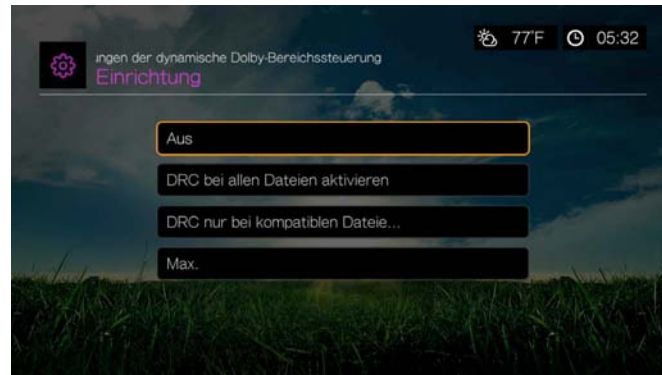 77°F 05:32
ungen der dynamische Dolby-Bereichssteuerung
Einrichtung
Aus
DRC bei allen Dateien aktivieren
DRC nur bei kompatiblen Dateie...
Max.